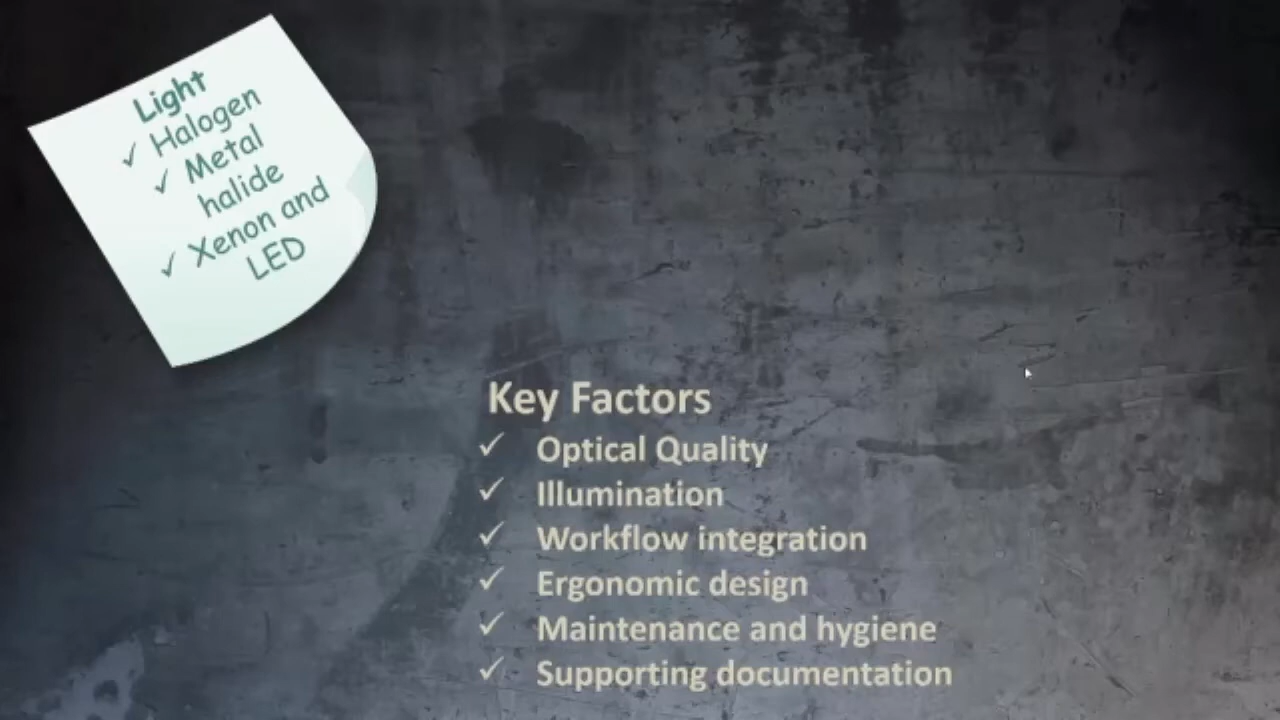 Light
✓ Halogen
✓ Metal
halide
✓ Xenon and
LED
Key Factors
✓ Optical Quality
✓ Illumination
✓ Workflow integration
✓ Ergonomic design
✓ Maintenance and hygiene
✓ Supporting documentation